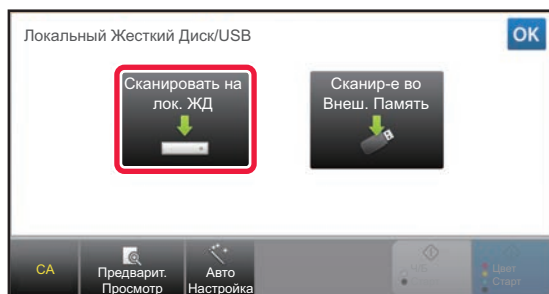 Локальный Жесткий Диск/USB
OK
Сканировать на
лок. ЖД
Сканир-е во
Внеш. Память
CA
Предварит.
Просмотр
Авто
Настройка
Ч/Б
Старт
Цвет
Старт